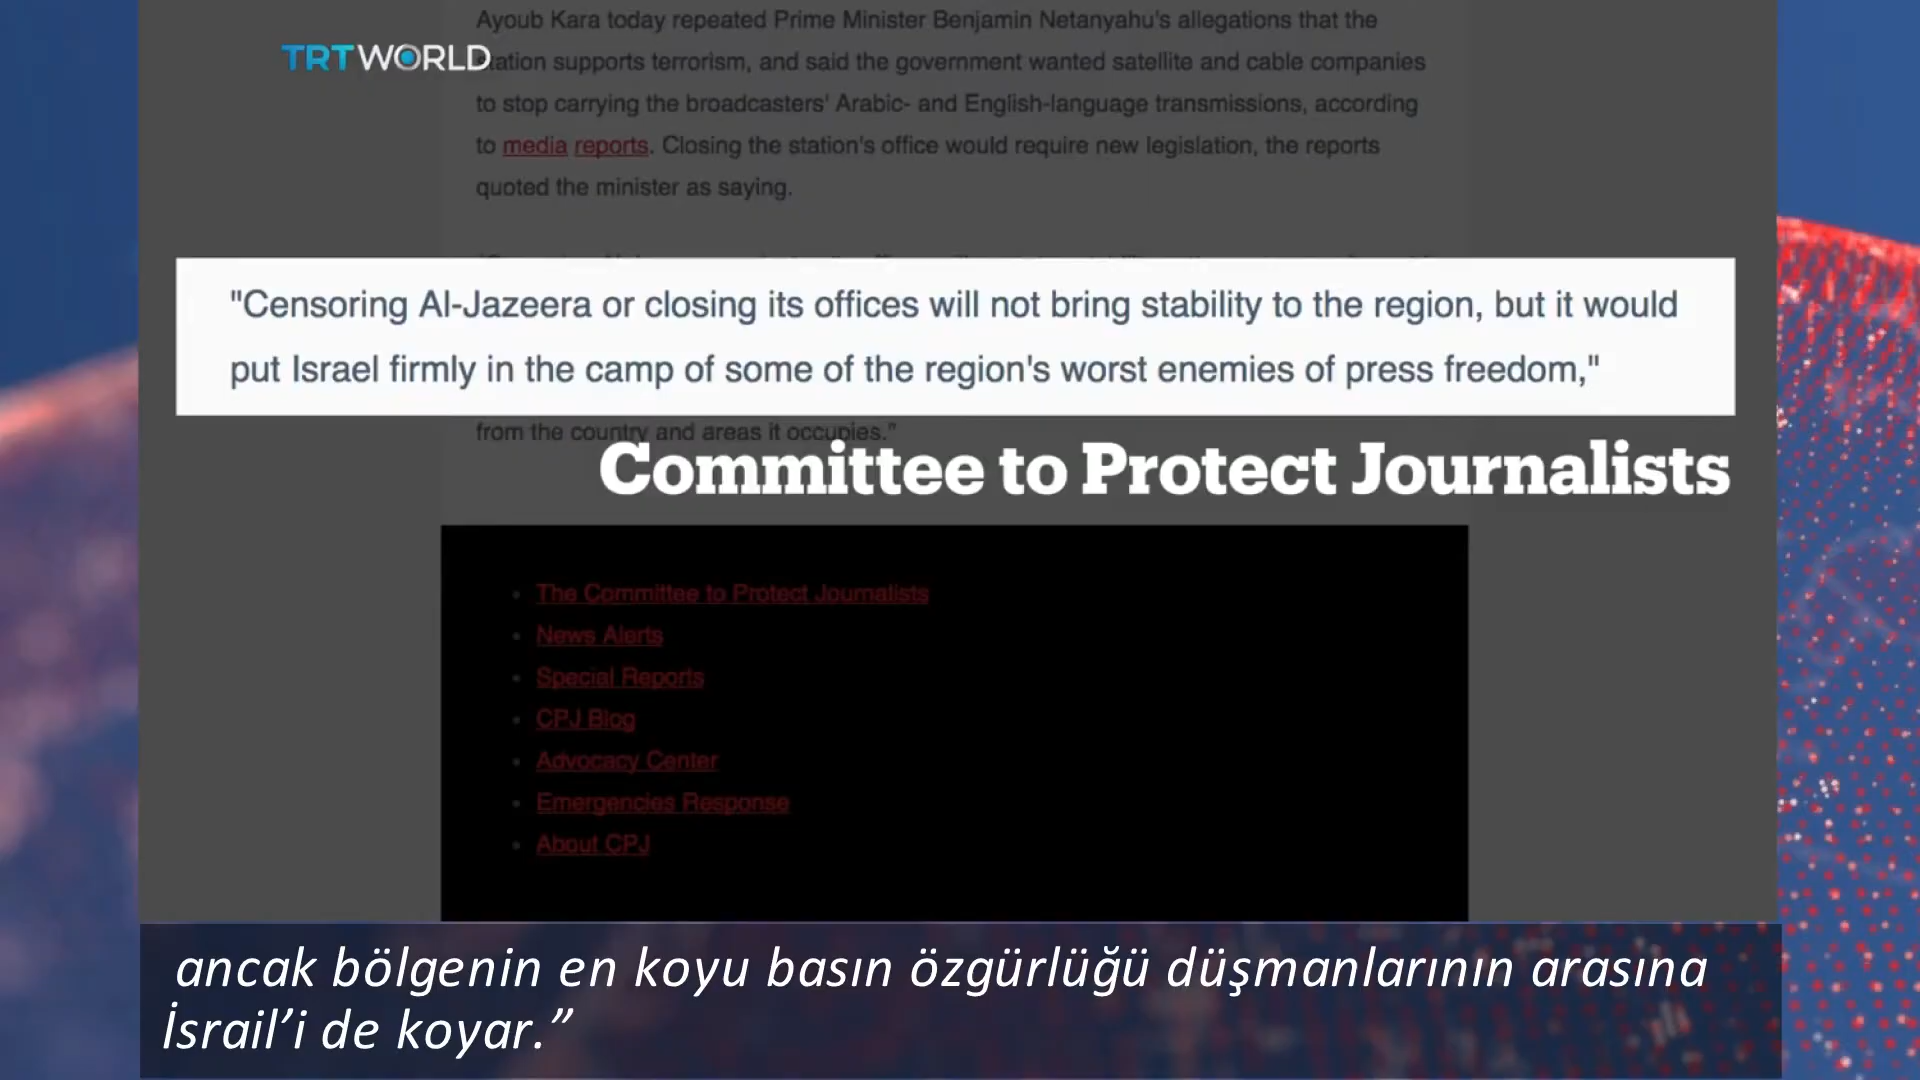 Ayoub Kara today repeated Prime Minister Benjamin Netanyahu's allegations that the
TRT WORLD
station supports terrorism, and said the government wanted satellite and cable companies
to stop carrying the broadcasters' Arabic- and English-language transmissions, according
to media reports. Closing the station's office would require new legislation, the reports
quoted the minister as saying.
"Censoring Al-Jazeera or closing its offices will not bring stability to the region, but it would
put Israel firmly in the camp of some of the region's worst enemies of press freedom,"
from the country and areas it occupies."
Committee to Protect Journalists
The Committee to Protect Journalists
News Alerts
Special Reports
CPJ Blog
Advocacy Center
Emergencies Response
About CPJ
ancak bölgenin en koyu basın özgürlüğü düşmanlarının arasına
İsrail’i de koyar.”